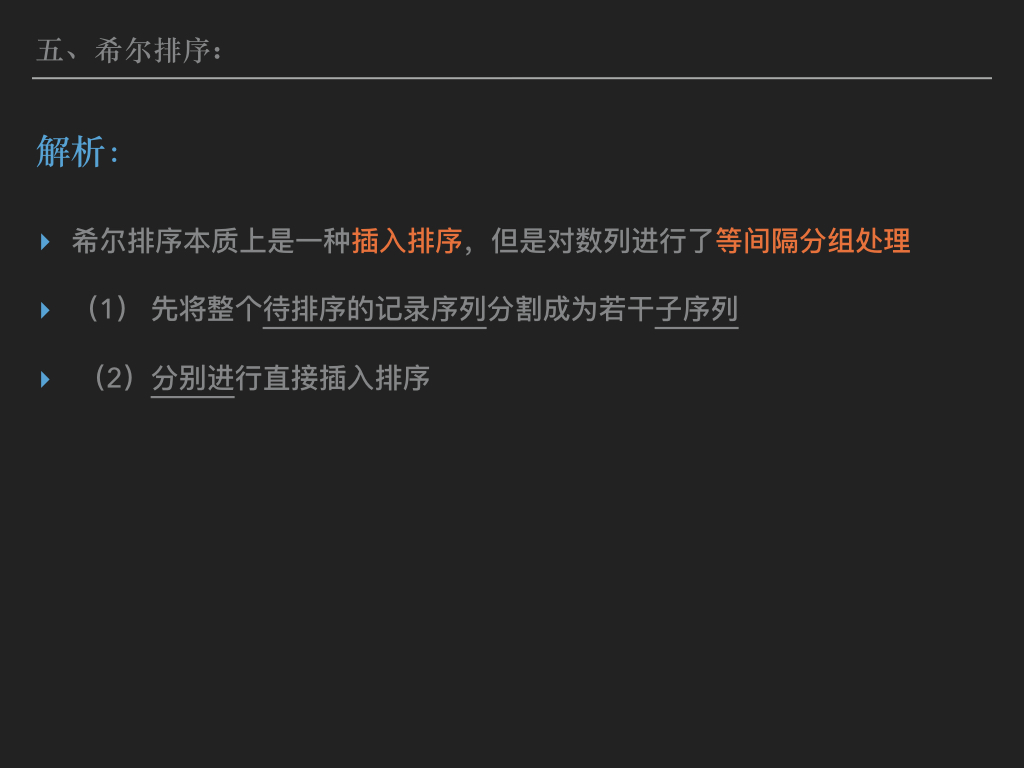 五、希尔排序:
解析:
希尔排序本质上是一种插入排序，但是对数列进行了等间隔分组处理
（1） 先将整个待排序的记录序列分割成为若干子序列
（2）分别进行直接插入排序